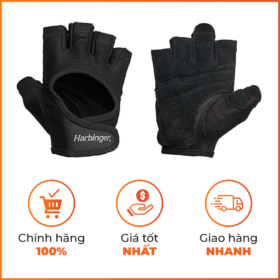 Harbinger
Chính hãng
100%
Giá tốt
NHẤT
Giao hàng
NHANH